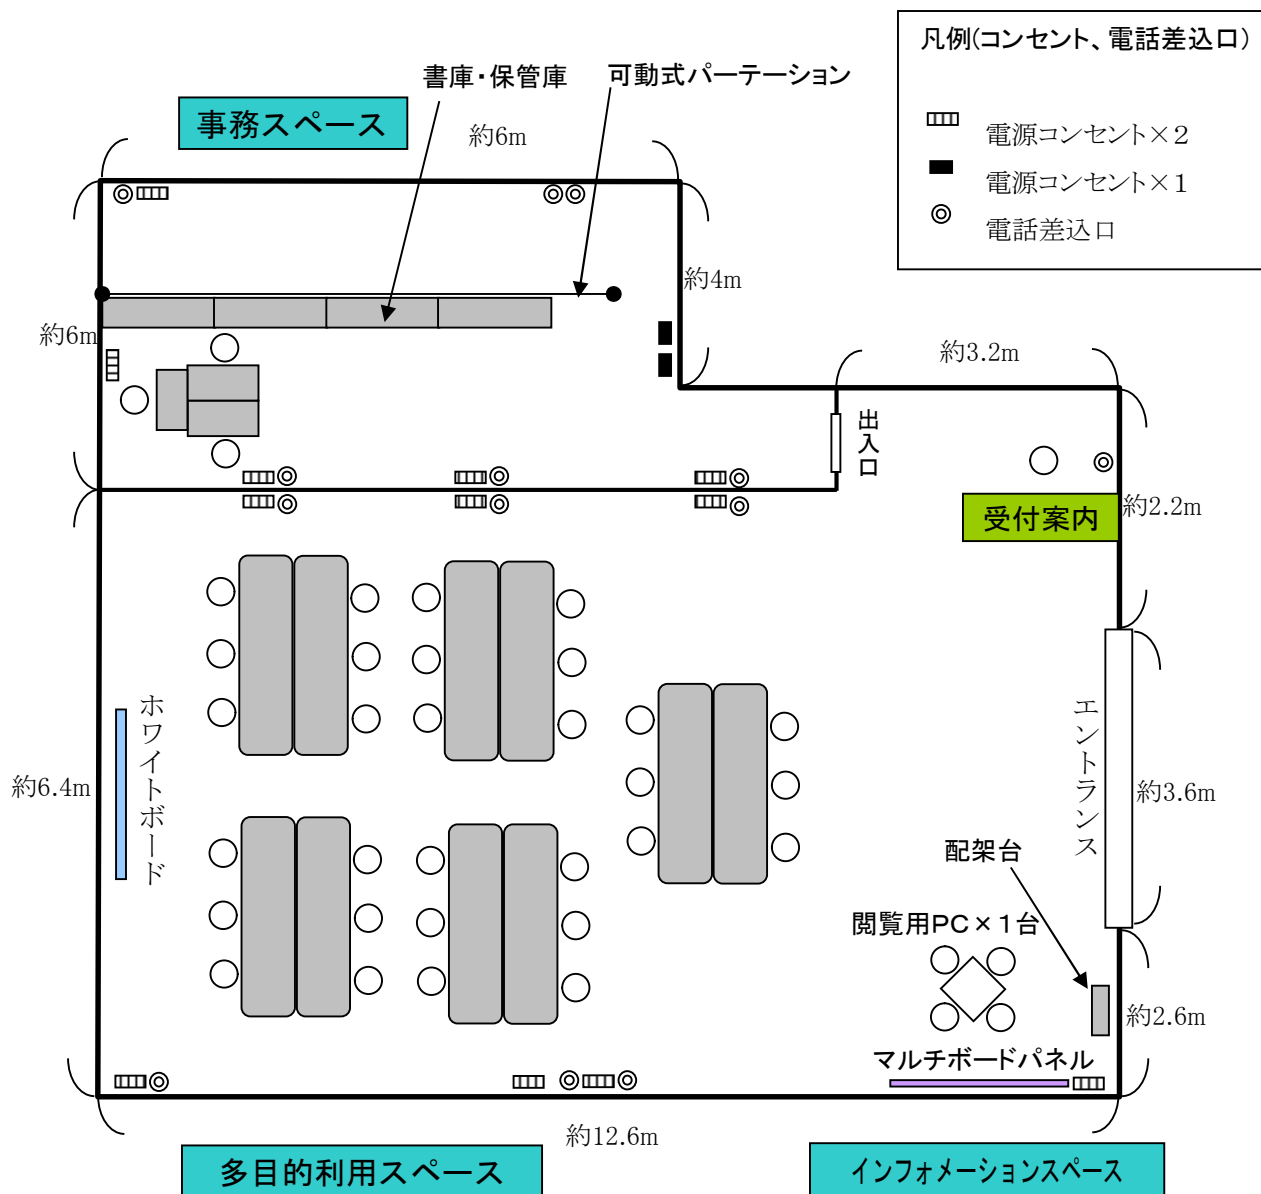 凡例(コンセント、電話差込口)
電源コンセント×2
電源コンセント×1
電話差込口
書庫・保管庫
可動式パーテーション
事務スペース
約6m
約4m
約6m
約3.2m
出入口
受付案内
約2.2m
ホワイトボード
エントランス
約6.4m
約3.6m
配架台
閲覧用PC×1台
約2.6m
マルチボードパネル
約12.6m
多目的利用スペース
インフォメーションスペース